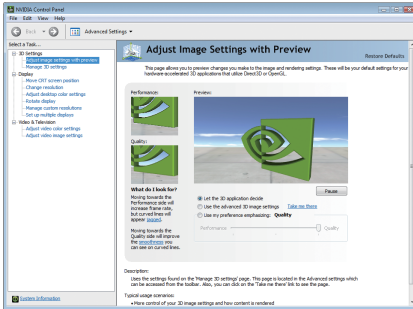 NVIDIA Control Panel
File Edit View Help
Back Advanced Settings
Select a Task...
3D Settings
Adjust image settings with preview
Manage 3D settings
Display
Move CRT screen position
Change resolution
Adjust desktop color settings
Rotate display
Manage custom resolutions
Set up multiple displays
Video & Television
Adjust video color settings
Adjust video image settings
System Information
Adjust Image Settings with Preview
Restore Defaults
This page allows you to preview changes you make to the image and rendering settings. These will be your default settings for your
hardware accelerated 3D applications that utilize Direct3D or OpenGL.
Performance:
Preview:
Quality:
What do I look for?
Moving towards the
Performance side will
increase frame rate,
but curved lines will
appear jagged.
Moving towards the
Quality side will improve
the smoothness you
can see on curved lines.
Pause
Let the 3D application decide
Use the advanced 3D image settings Take me there
Use my preference emphasizing: Quality
Performance Quality
Description:
Uses the settings found on the 'Manage 3D settings' page. This page is located in the Advanced settings which
can be accessed from the toolbar. Also, you can click on the 'Take me there' link to see the page.
Typical usage scenarios:
• More control of your 3D image settings and how content is rendered